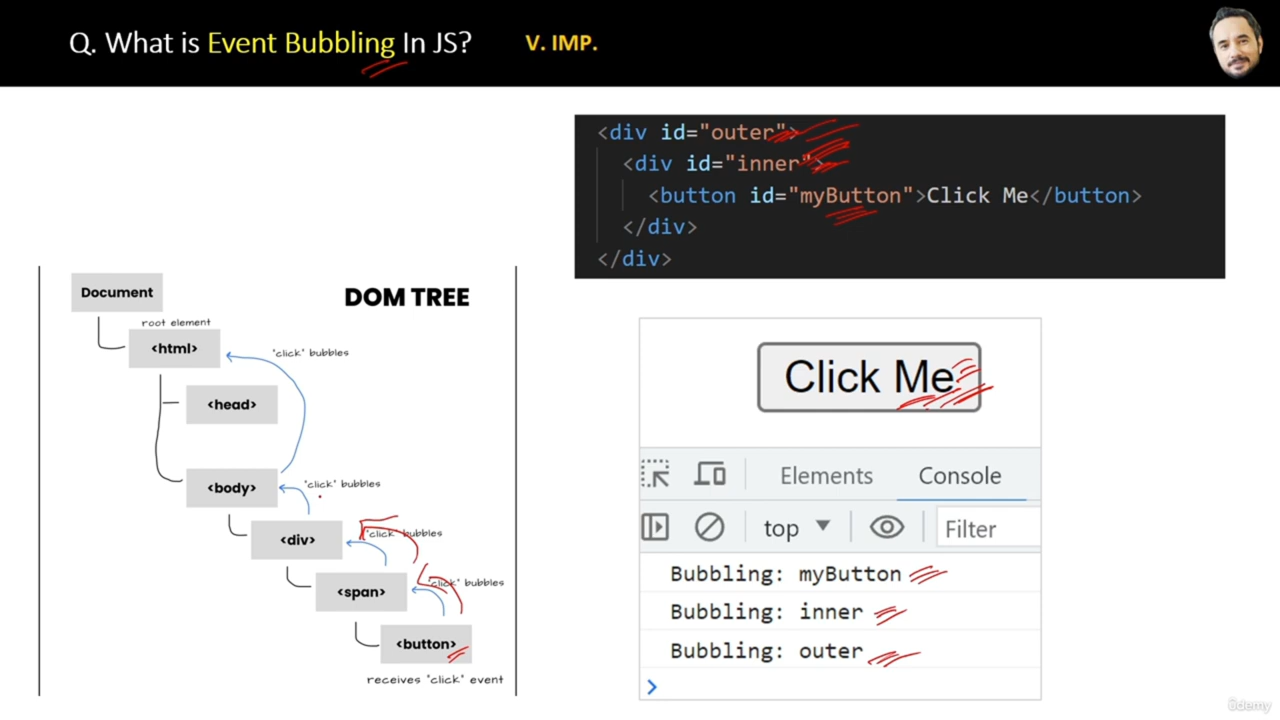 Q. What is Event Bubbling In JS?
V. IMP.
<div id="outer">
<div id="inner">
<button id="myButton">Click Me</button>
</div>
</div>
DOM TREE
Document
root element
<html>
"click" bubbles
<head>
<body>
"click" bubbles
<div>
"click" bubbles
<span>
"click" bubbles
<button>
receives "click" event
Click Me
Elements Console
top Filter
Bubbling: myButton
Bubbling: inner
Bubbling: outer
>
ûdemy